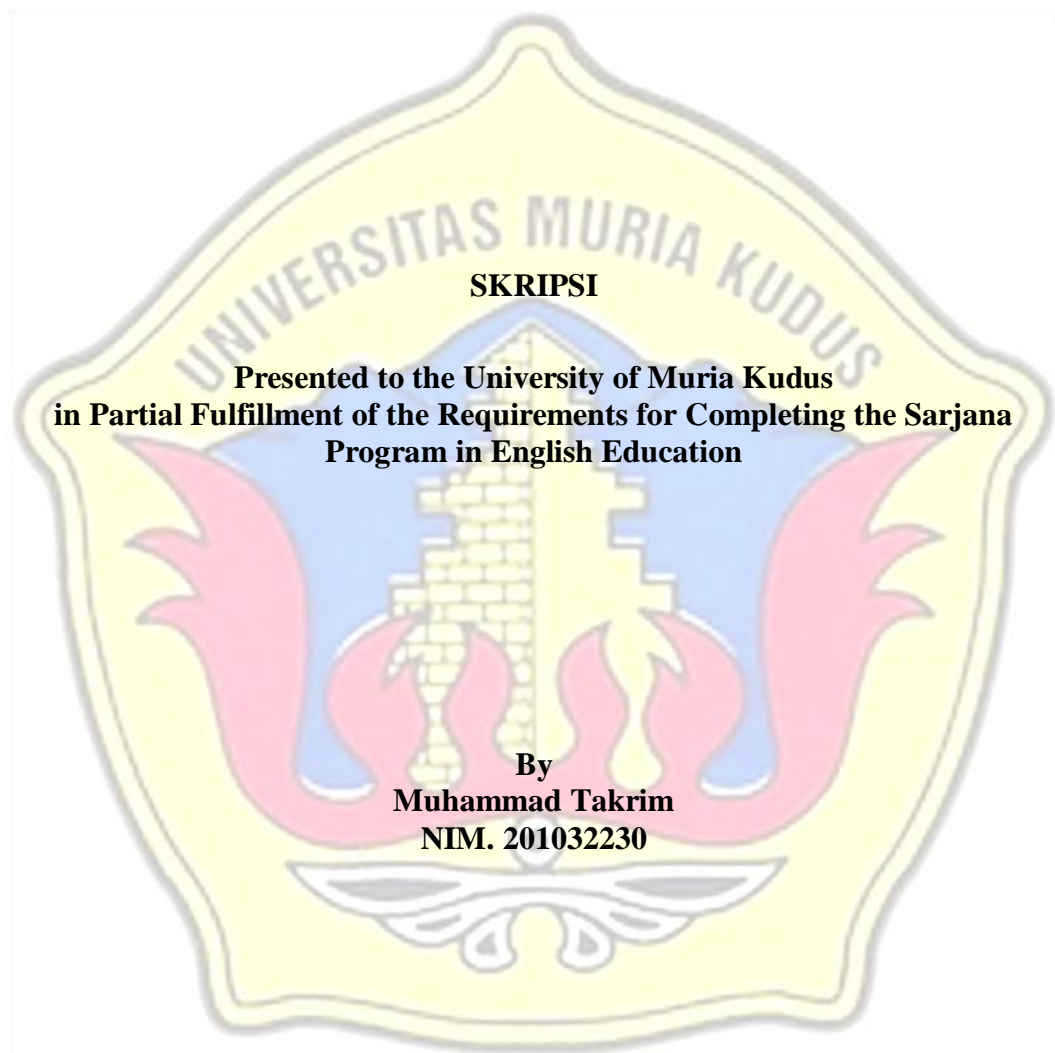 UNIVERSITAS MURIA KUDUS
SKRIPSI
Presented to the University of Muria Kudus
in Partial Fulfillment of the Requirements for Completing the Sarjana
Program in English Education
By
Muhammad Takrim
NIM. 201032230